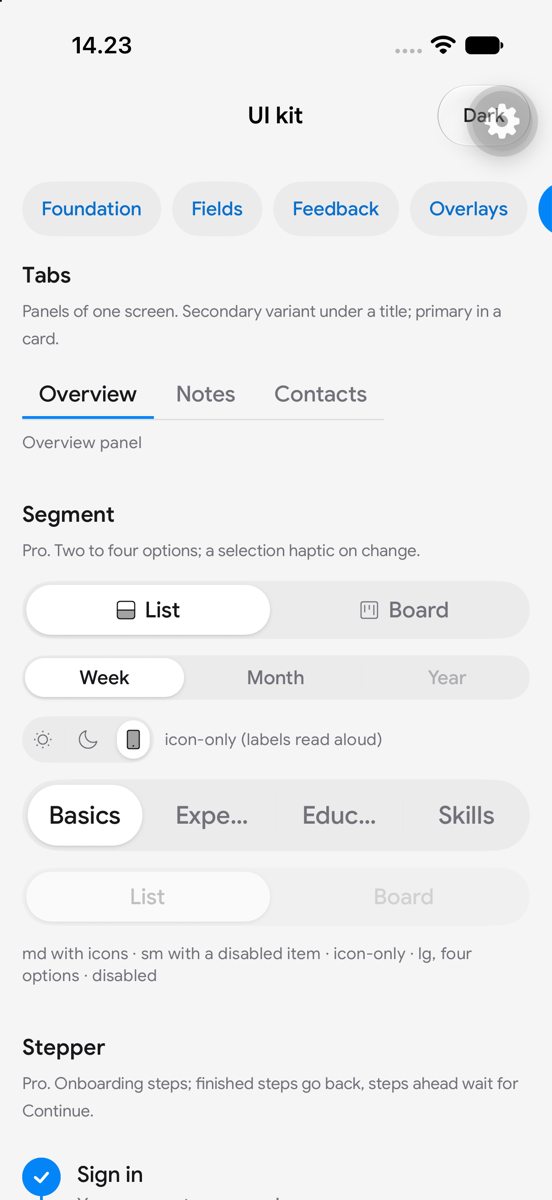 14.23
UI kit
Dark
Foundation
Fields
Feedback
Overlays
Tabs
Panels of one screen. Secondary variant under a title; primary in a
card.
Overview
Notes
Contacts
Overview panel
Segment
Pro. Two to four options; a selection haptic on change.
List
Board
Week
Month
Year
icon-only (labels read aloud)
Basics
Expe...
Educ...
Skills
List
Board
md with icons · sm with a disabled item · icon-only · lg, four
options · disabled
Stepper
Pro. Onboarding steps; finished steps go back, steps ahead wait for
Continue.
Sign in